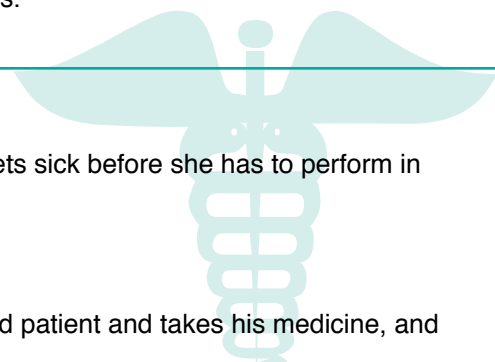 ets sick before she has to perform in
d patient and takes his medicine, and